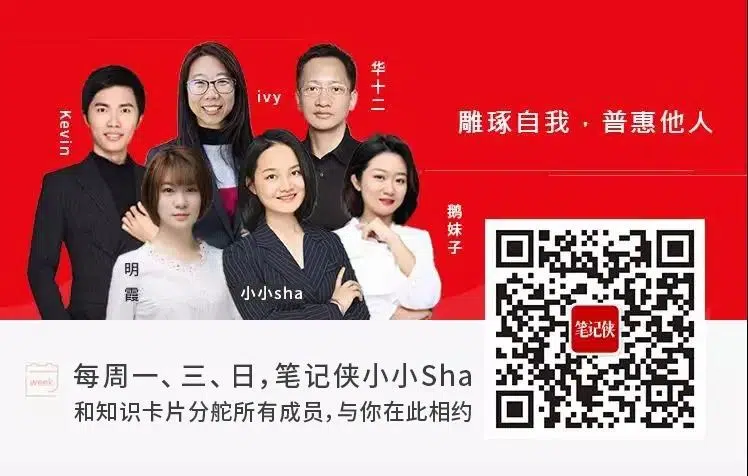 Kevin
ivy
华十二
雕琢自我，普惠他人
明霞
小小sha
鹅妹子
笔记侠
week
每周一、三、日，笔记侠小小Sha
和知识卡片分舵所有成员，与你在此相约